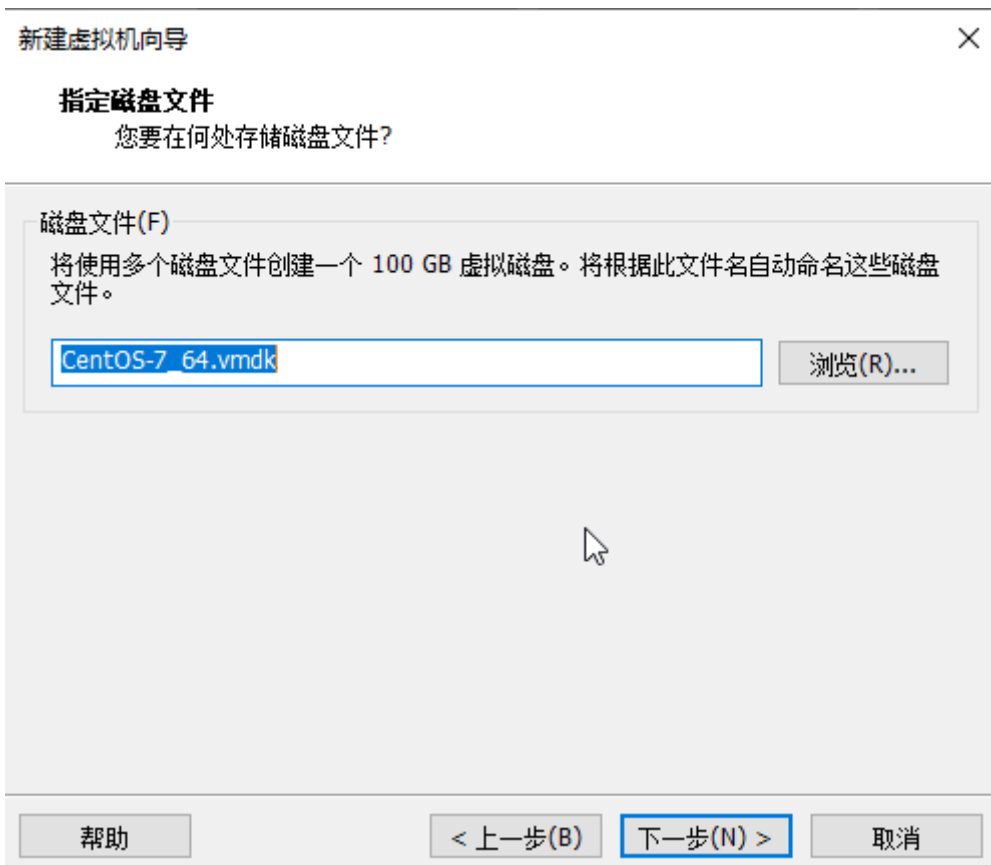 新建虚拟机向导
指定磁盘文件
您要在何处存储磁盘文件?
磁盘文件(F)
将使用多个磁盘文件创建一个 100 GB 虚拟磁盘。将根据此文件名自动命名这些磁盘
文件。
CentOS-7_64.vmdk
浏览(R)...
帮助
< 上一步(B)
下一步(N) >
取消